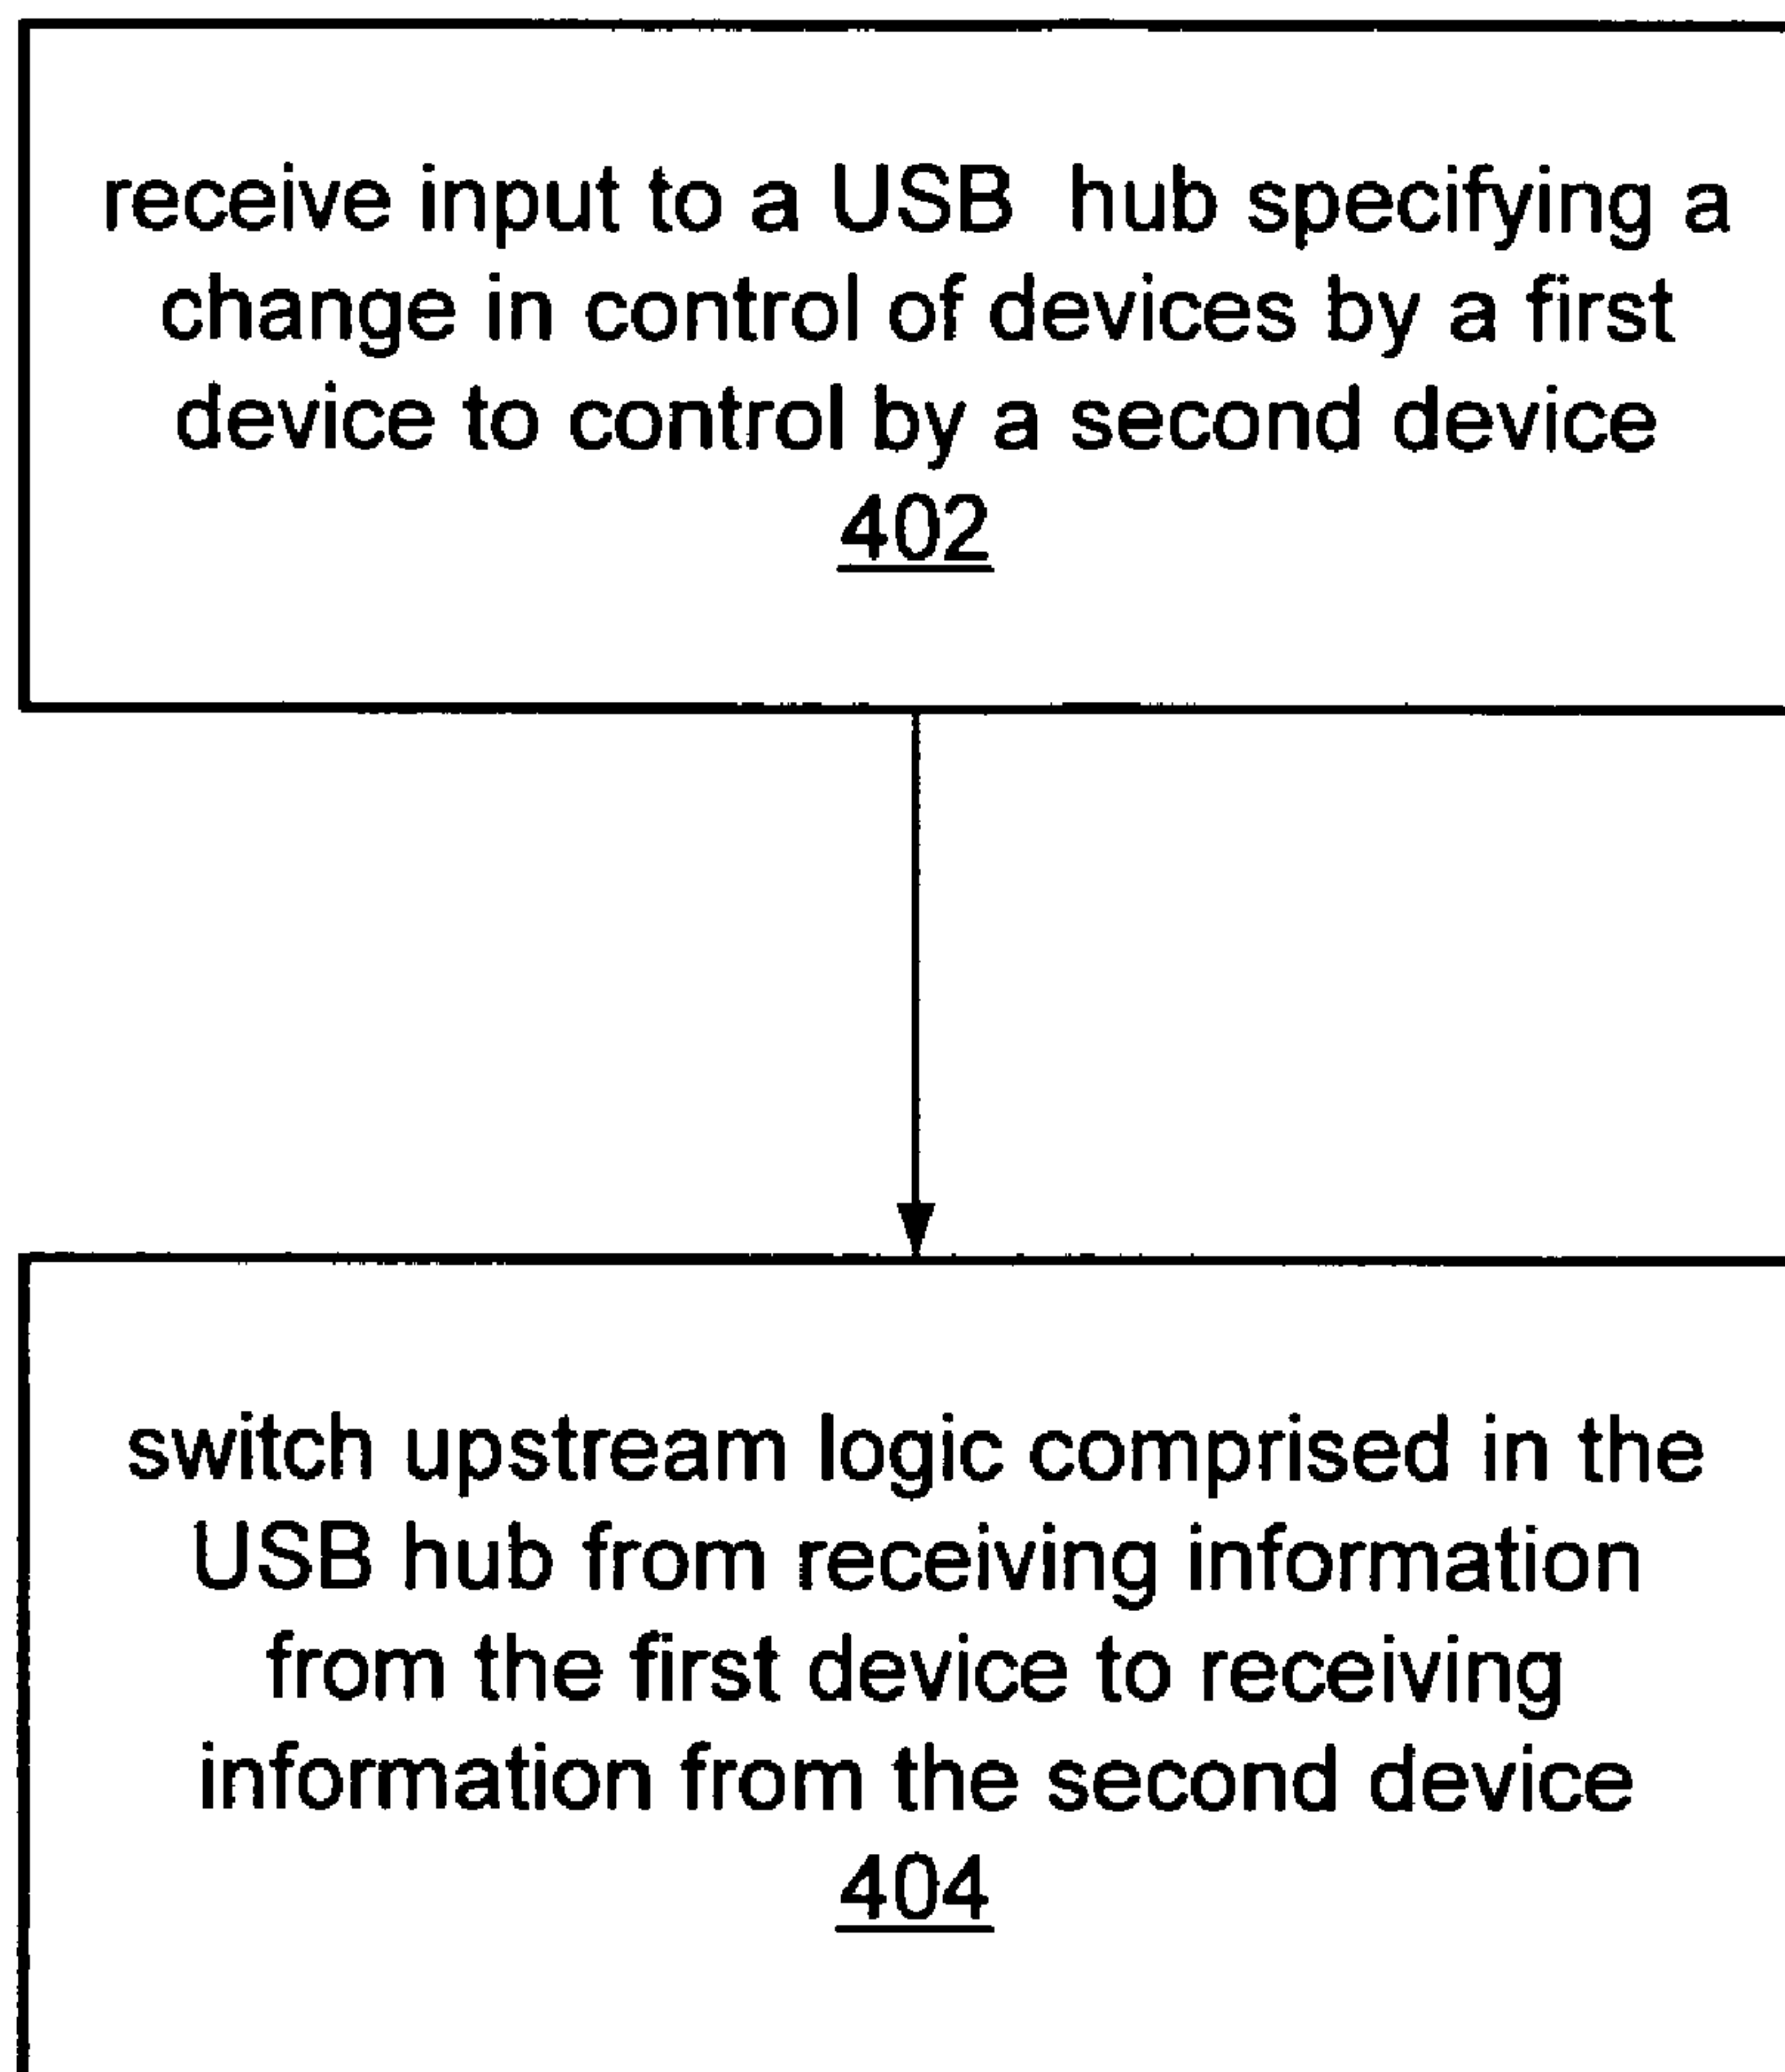 receive input to a USB hub specifying a
change in control of devices by a first
device to control by a second device
402
switch upstream logic comprised in the
USB hub from receiving information
from the first device to receiving
information from the second device
404